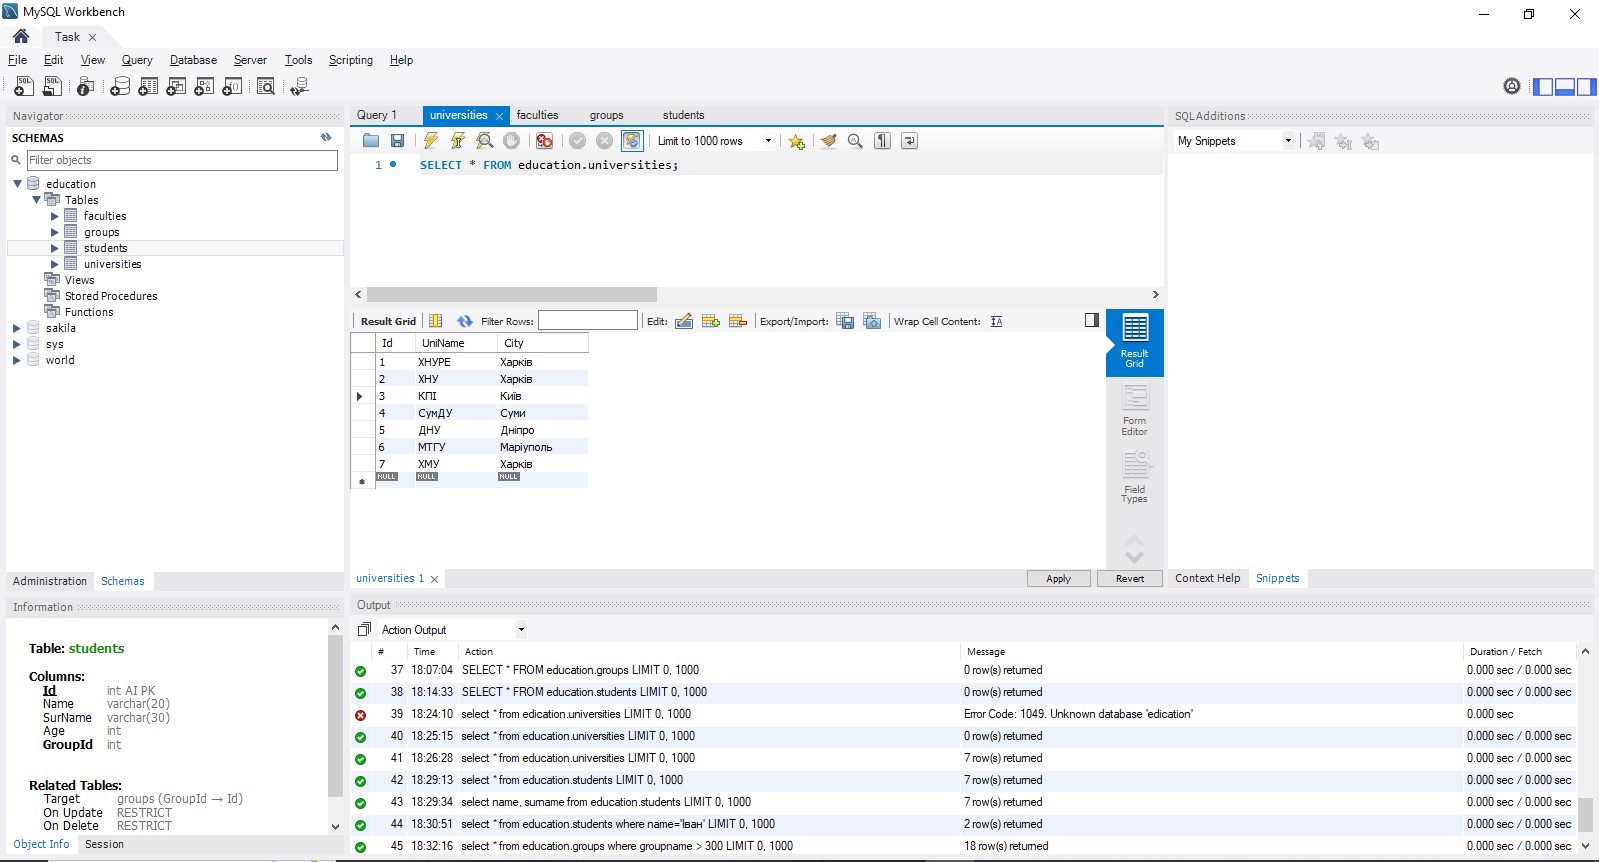 MySQL Workbench
Task
File Edit View Query Database Server Tools Scripting Help
Navigator
SCHEMAS
Filter objects
education
Tables
faculties
groups
students
universities
Views
Stored Procedures
Functions
sakila
sys
world
Administration Schemas
Query 1 universities faculties groups students
Limit to 1000 rows
1 SELECT * FROM education.universities;
Result Grid Filter Rows: Edit: Export/Import: Wrap Cell Content:
Id UniName City
1 ХНУРЕ Харків
2 ХНУ Харків
3 КПІ Київ
4 СумДУ Суми
5 ДНУ Дніпро
6 МТГУ Маріуполь
7 ХМУ Харків
NULL NULL NULL
Result
Grid
Form
Editor
Field
Types
universities 1 Apply Revert
SQLAdditions
My Snippets
Context Help Snippets
Information
Table: students
Columns:
Id int AI PK
Name varchar(20)
SurName varchar(30)
Age int
GroupId int
Related Tables:
Target groups (GroupId → Id)
On Update RESTRICT
On Delete RESTRICT
Object Info Session
Output
Action Output
# Time Action Message Duration / Fetch
37 18:07:04 SELECT * FROM education.groups LIMIT 0, 1000 0 row(s) returned 0.000 sec / 0.000 sec
38 18:14:33 SELECT * FROM education.students LIMIT 0, 1000 0 row(s) returned 0.000 sec / 0.000 sec
39 18:24:10 select * from edication.universities LIMIT 0, 1000 Error Code: 1049. Unknown database 'edication' 0.000 sec
40 18:25:15 select * from education.universities LIMIT 0, 1000 0 row(s) returned 0.000 sec / 0.000 sec
41 18:26:28 select * from education.universities LIMIT 0, 1000 7 row(s) returned 0.000 sec / 0.000 sec
42 18:29:13 select * from education.students LIMIT 0, 1000 7 row(s) returned 0.000 sec / 0.000 sec
43 18:29:34 select name, surname from education.students LIMIT 0, 1000 7 row(s) returned 0.000 sec / 0.000 sec
44 18:30:51 select * from education.students where name='Іван' LIMIT 0, 1000 2 row(s) returned 0.000 sec / 0.000 sec
45 18:32:16 select * from education.groups where groupname > 300 LIMIT 0, 1000 18 row(s) returned 0.000 sec / 0.000 sec